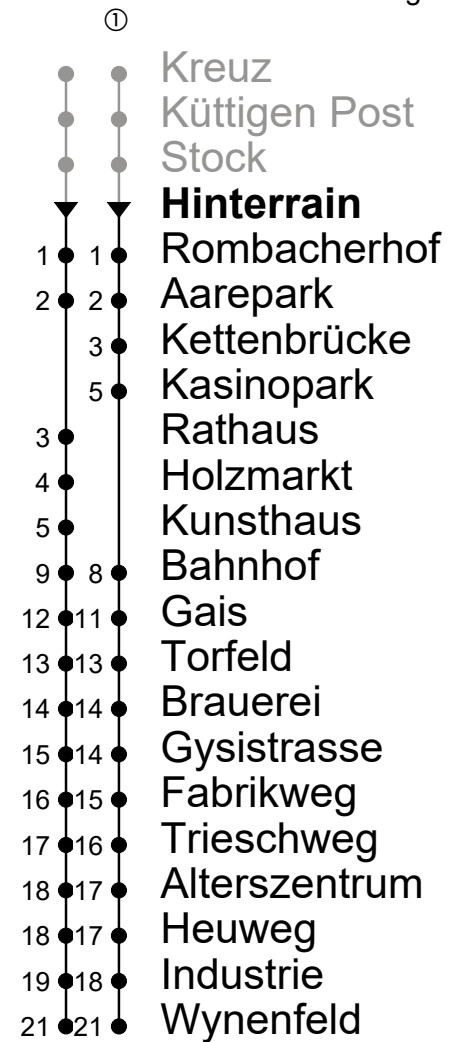 ①
Kreuz
Küttigen Post
Stock
Hinterrain
1 1 Rombacherhof
2 2 Aarepark
3 Kettenbrücke
5 Kasinopark
3 Rathaus
4 Holzmarkt
5 Kunsthaus
9 8 Bahnhof
12 11 Gais
13 13 Torfeld
14 14 Brauerei
15 14 Gysistrasse
16 15 Fabrikweg
17 16 Trieschweg
18 17 Alterszentrum
18 17 Heuweg
19 18 Industrie
21 21 Wynenfeld